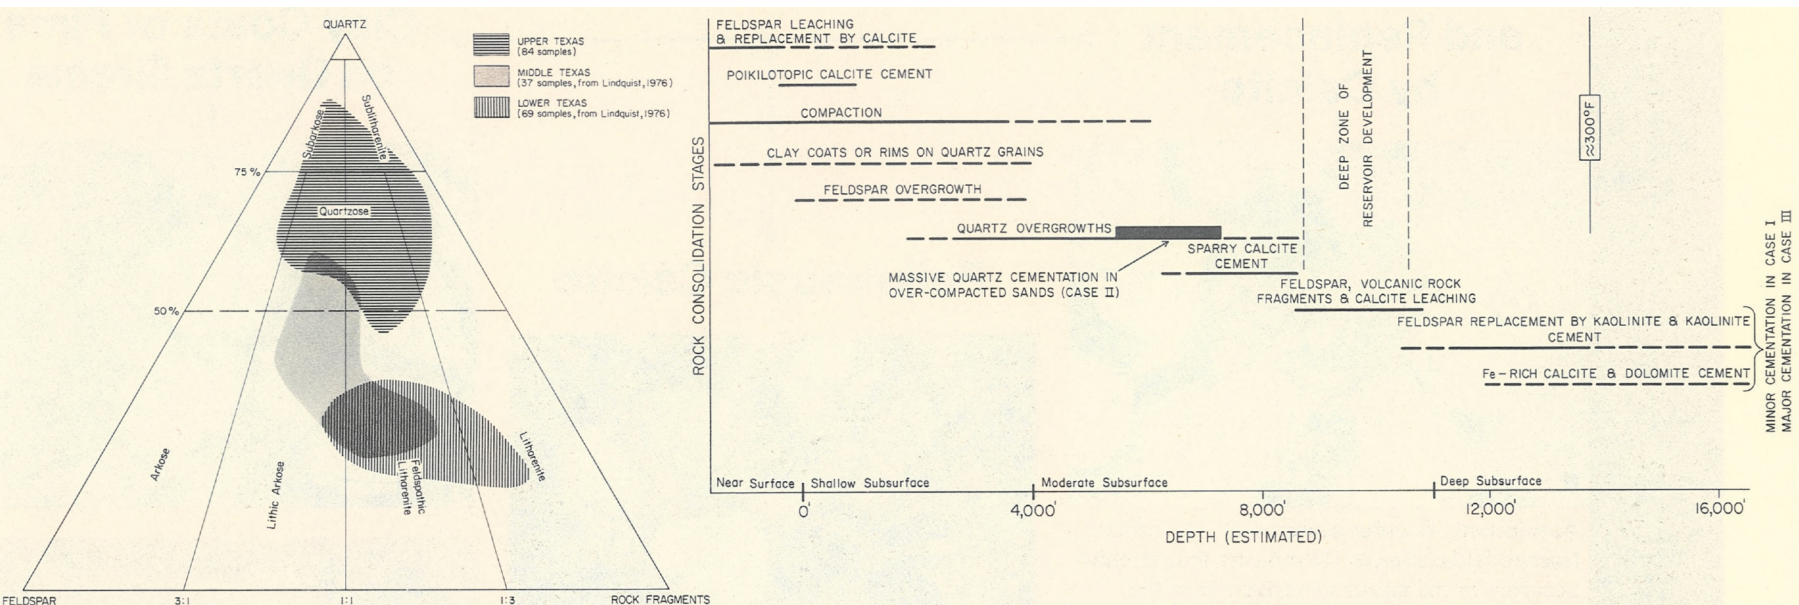 QUARTZ
UPPER TEXAS
(84 samples)
MIDDLE TEXAS
(37 samples, from Lindquist, 1976)
LOWER TEXAS
(69 samples, from Lindquist, 1976)
Subarkose
Sublitharenite
75%
Quartzose
50%
Arkose
Lithic Arkose
Feldspathic
Litharenite
Litharenite
FELDSPAR
3:1
1:1
1:3
ROCK FRAGMENTS
ROCK CONSOLIDATION STAGES
FELDSPAR LEACHING
& REPLACEMENT BY CALCITE
POIKILOTOPIC CALCITE CEMENT
COMPACTION
CLAY COATS OR RIMS ON QUARTZ GRAINS
FELDSPAR OVERGROWTH
QUARTZ OVERGROWTHS
MASSIVE QUARTZ CEMENTATION IN
OVER-COMPACTED SANDS (CASE II)
SPARRY CALCITE
CEMENT
DEEP ZONE OF
RESERVOIR DEVELOPMENT
≈300°F
FELDSPAR, VOLCANIC ROCK
FRAGMENTS & CALCITE LEACHING
FELDSPAR REPLACEMENT BY KAOLINITE & KAOLINITE
CEMENT
Fe-RICH CALCITE & DOLOMITE CEMENT
MINOR CEMENTATION IN CASE I
MAJOR CEMENTATION IN CASE III
Near Surface
Shallow Subsurface
Moderate Subsurface
Deep Subsurface
0'
4,000'
8,000'
12,000'
16,000'
DEPTH (ESTIMATED)